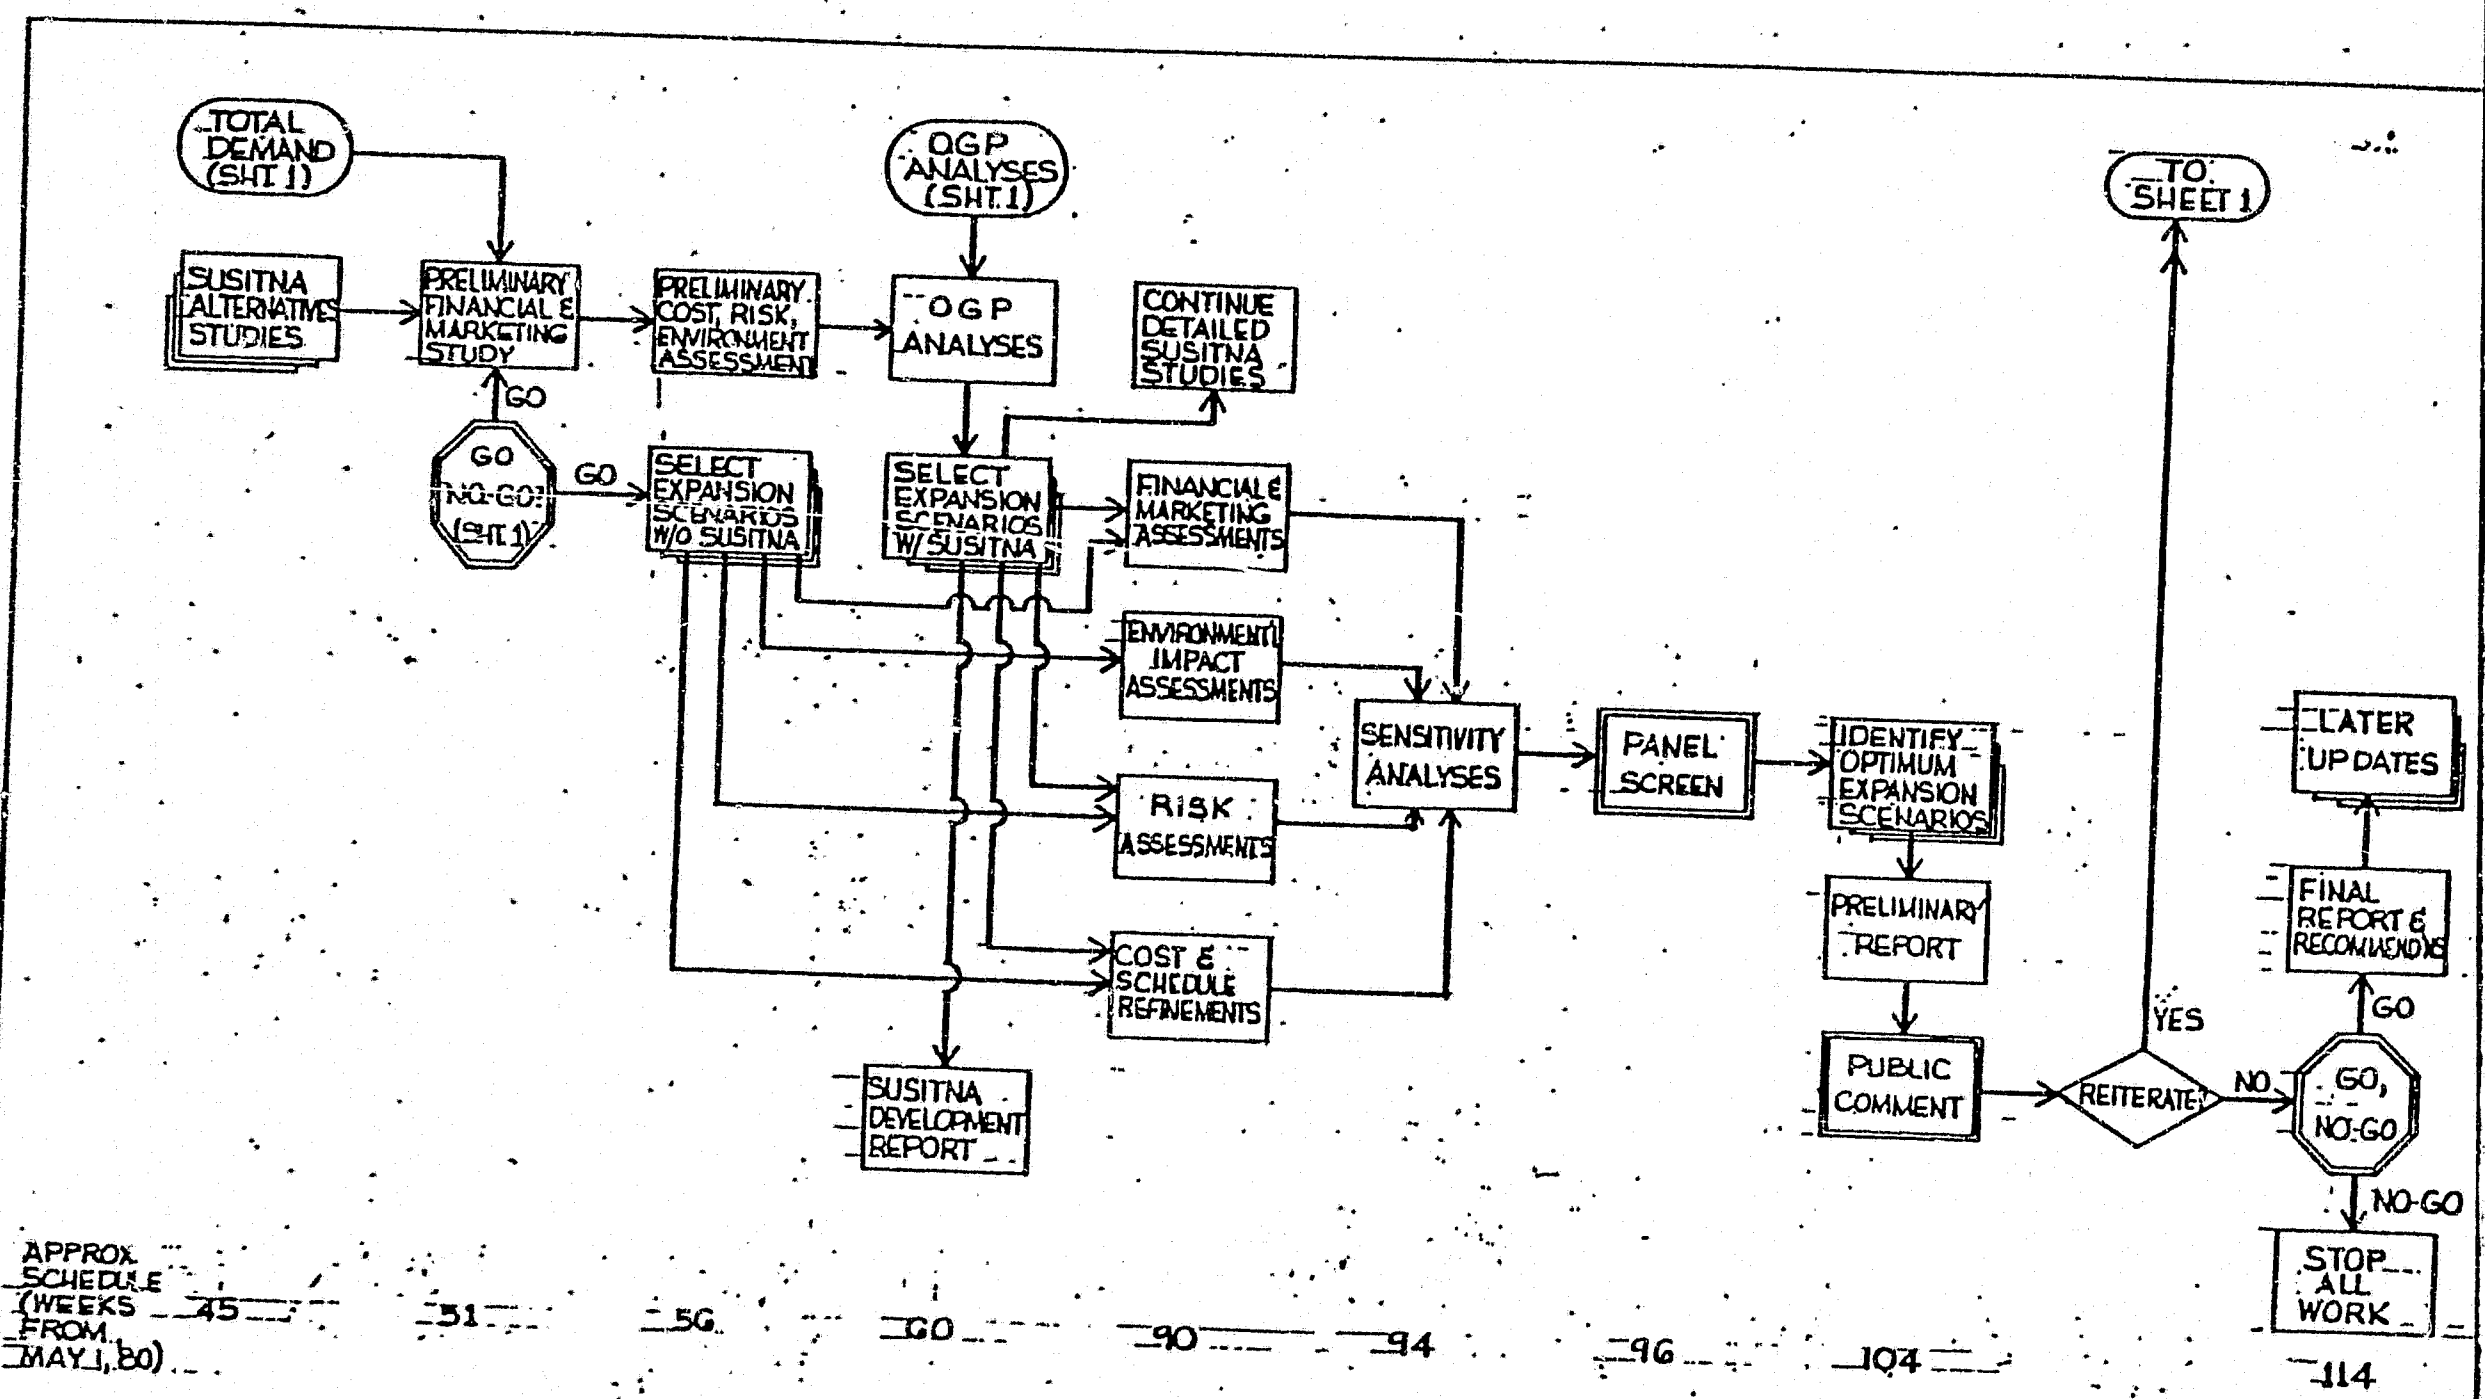 TOTAL
DEMAND
(SHT. 1)
OGP
ANALYSES
(SHT. 1)
TO
SHEET 1
SUSITNA
ALTERNATIVES
STUDIES
PRELIMINARY
FINANCIAL &
MARKETING
STUDY
PRELIMINARY
COST, RISK,
ENVIRONMENT
ASSESSMENT
OGP
ANALYSES
CONTINUE
DETAILED
SUSITNA
STUDIES
GO
GO
NO-GO?
(SHT. 1)
GO
SELECT
EXPANSION
SCENARIOS
W/O SUSITNA
SELECT
EXPANSION
SCENARIOS
W/ SUSITNA
FINANCIAL &
MARKETING
ASSESSMENTS
ENVIRONMENT'L
IMPACT
ASSESSMENTS
SENSITIVITY
ANALYSES
PANEL
SCREEN
IDENTIFY
OPTIMUM
EXPANSION
SCENARIOS
LATER
UPDATES
RISK
ASSESSMENTS
PRELIMINARY
REPORT
FINAL
REPORT &
RECOMMEND'NS
COST &
SCHEDULE
REFINEMENTS
GO
YES
SUSITNA
DEVELOPMENT
REPORT
PUBLIC
COMMENT
REITERATE?
NO
GO,
NO-GO
NO-GO
STOP
ALL
WORK
APPROX.
SCHEDULE
(WEEKS
FROM
MAY 1, 80)
45
51
56
60
90
94
96
104
114